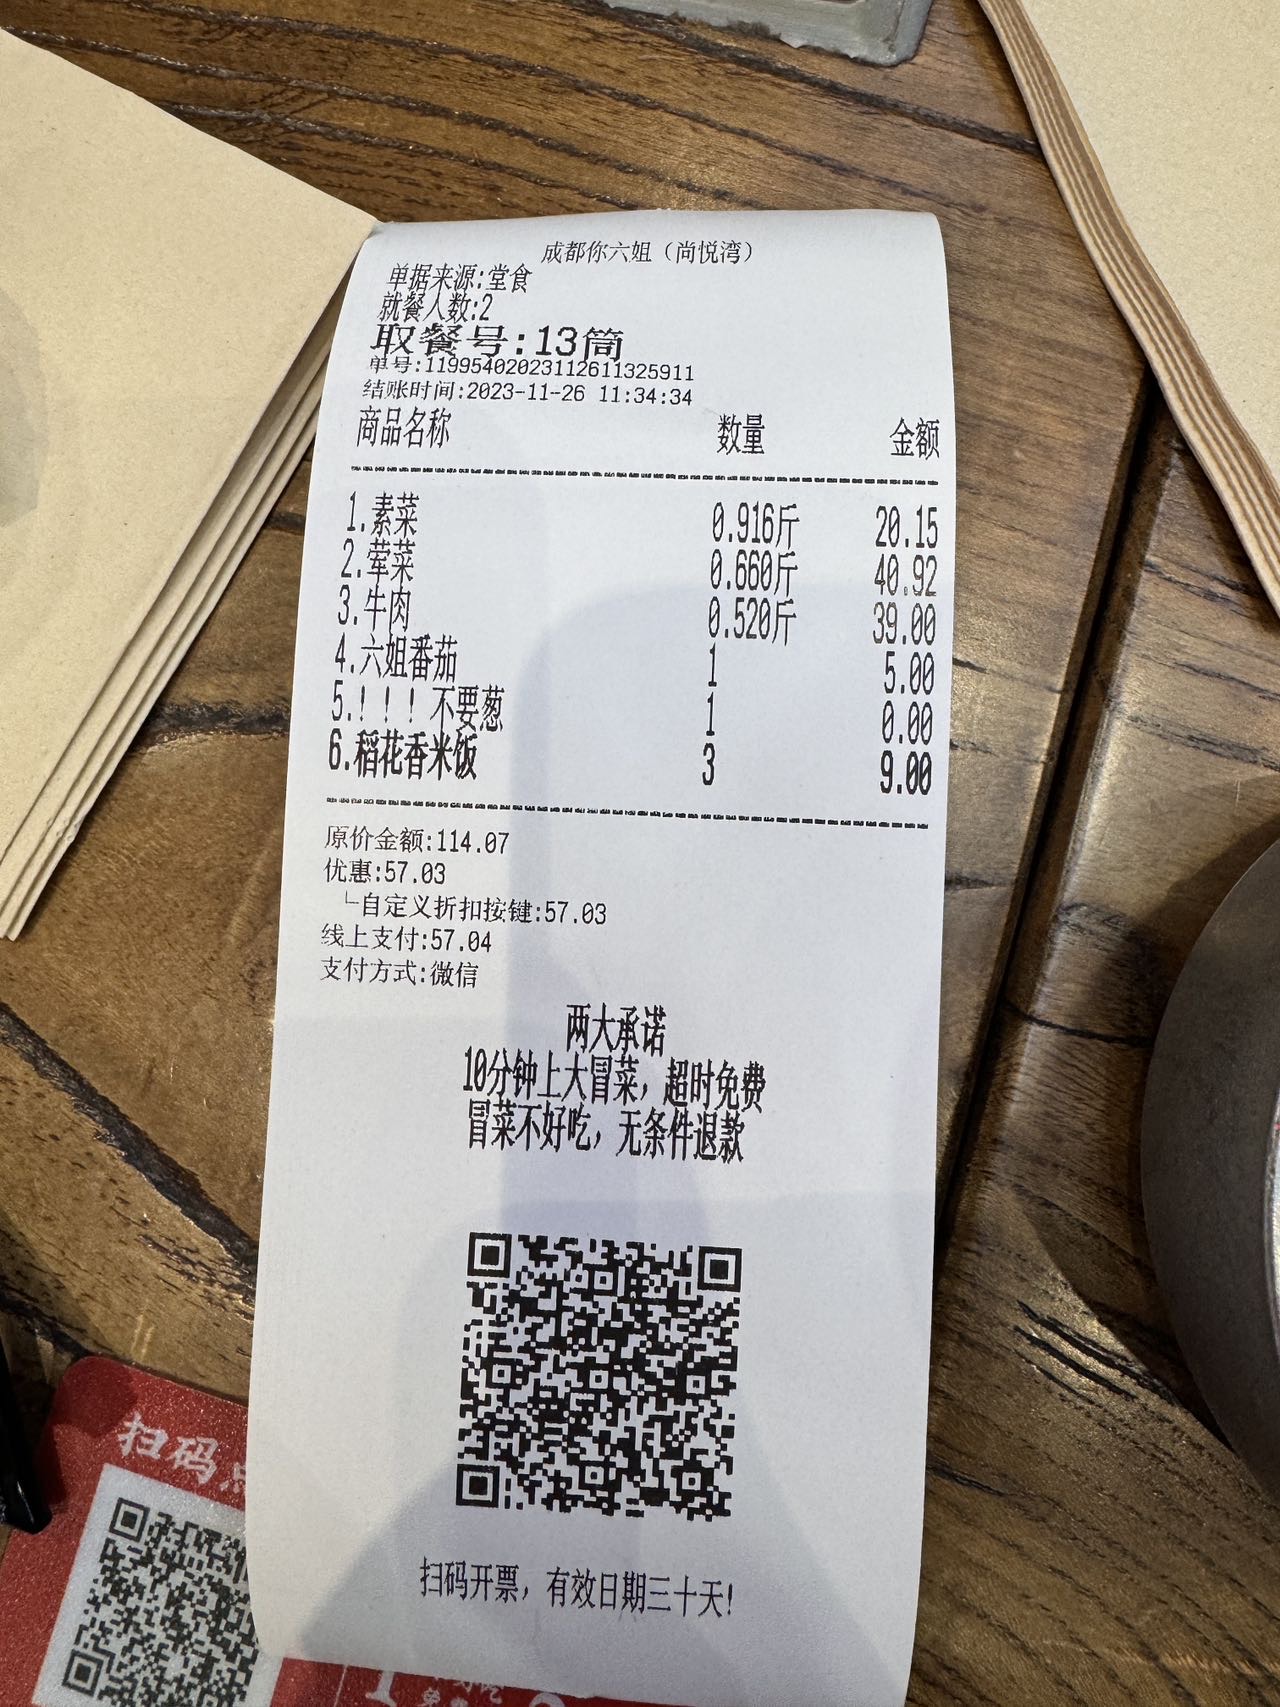 成都你六姐（尚悦湾）
单据来源:堂食
就餐人数:2
取餐号:13筒
单号:11995402023112611325911
结账时间:2023-11-26 11:34:34
商品名称 数量 金额
1.素菜 0.916斤 20.15
2.荤菜 0.660斤 40.92
3.牛肉 0.520斤 39.00
4.六姐番茄 1 5.00
5.！！！不要葱 1 0.00
6.稻花香米饭 3 9.00
原价金额:114.07
优惠:57.03
└自定义折扣按键:57.03
线上支付:57.04
支付方式:微信
两大承诺
10分钟上大冒菜，超时免费
冒菜不好吃，无条件退款
扫码开票，有效日期三十天!
扫码